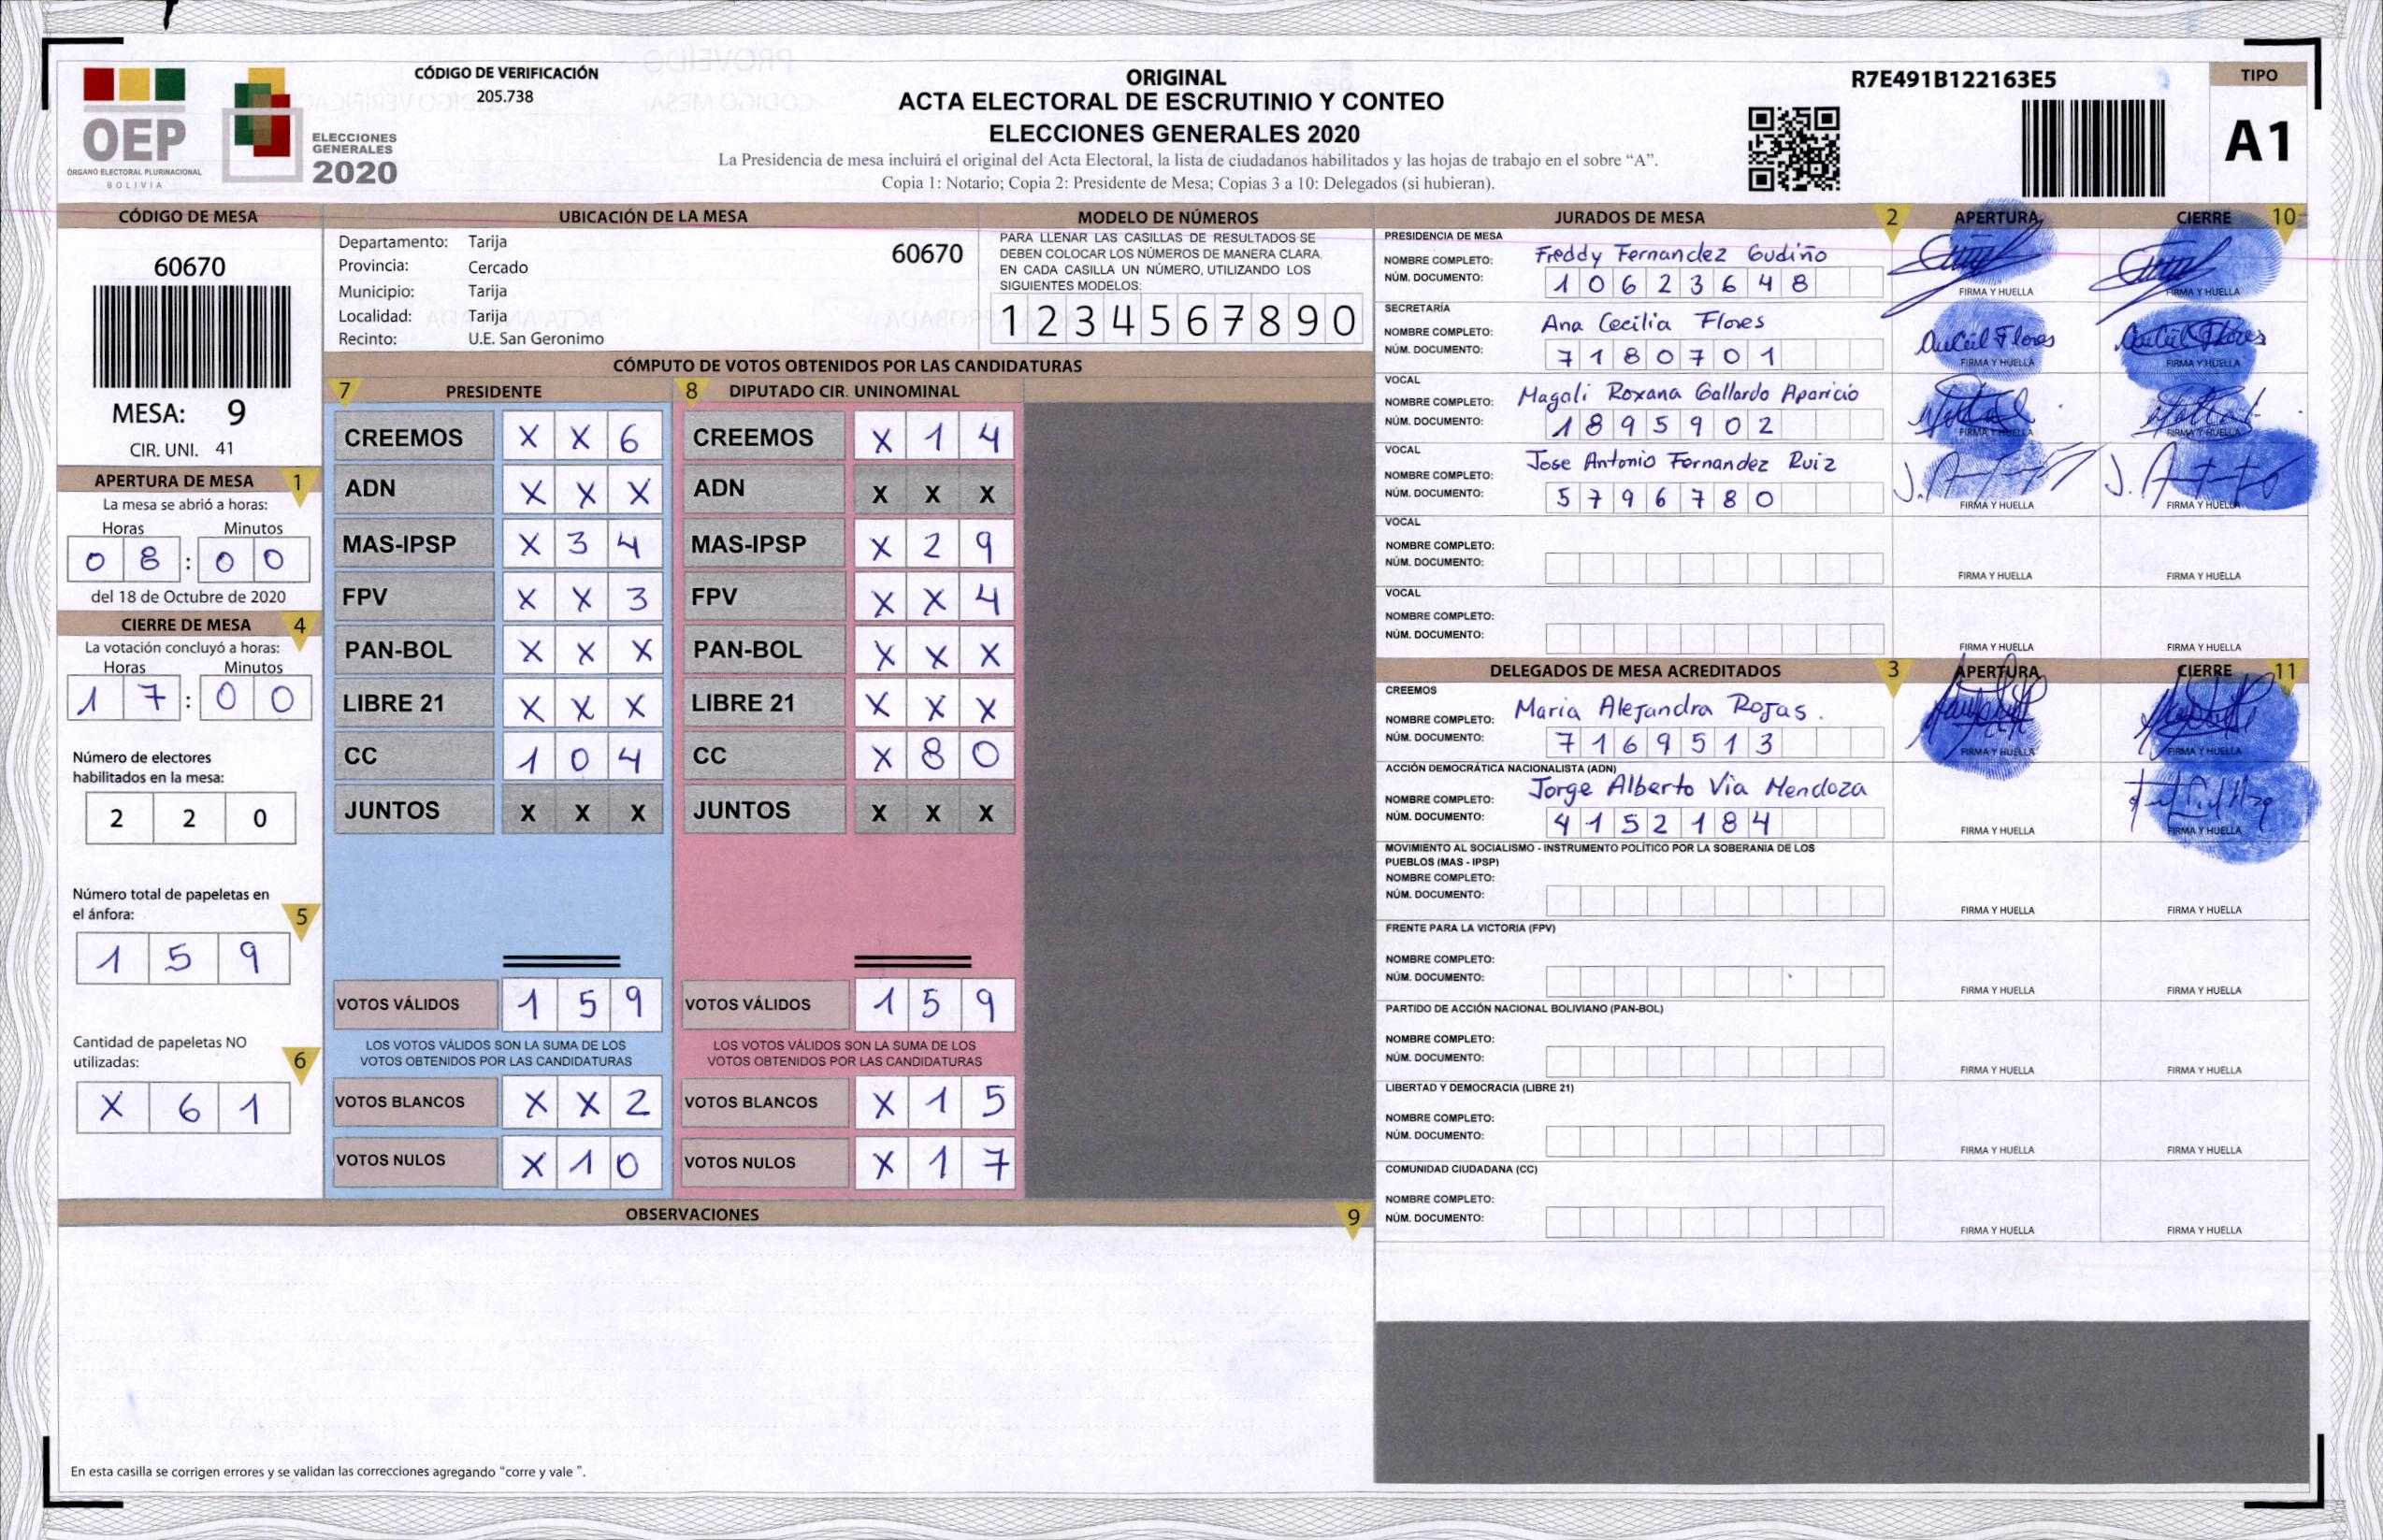 OEP
ÓRGANO ELECTORAL PLURINACIONAL
BOLIVIA
ELECCIONES
GENERALES
2020
CÓDIGO DE VERIFICACIÓN
205.738
ORIGINAL
ACTA ELECTORAL DE ESCRUTINIO Y CONTEO
ELECCIONES GENERALES 2020
La Presidencia de mesa incluirá el original del Acta Electoral, la lista de ciudadanos habilitados y las hojas de trabajo en el sobre “A”.
Copia 1: Notario; Copia 2: Presidente de Mesa; Copias 3 a 10: Delegados (si hubieran).
R7E491B122163E5
TIPO
A1
CÓDIGO DE MESA
60670
MESA: 9
CIR. UNI. 41
APERTURA DE MESA 1
La mesa se abrió a horas:
Horas Minutos
0 8 : 0 0
del 18 de Octubre de 2020
CIERRE DE MESA 4
La votación concluyó a horas:
Horas Minutos
1 7 : 0 0
Número de electores
habilitados en la mesa:
2 2 0
Número total de papeletas en
el ánfora: 5
1 5 9
Cantidad de papeletas NO
utilizadas: 6
X 6 1
UBICACIÓN DE LA MESA
Departamento: Tarija 60670
Provincia: Cercado
Municipio: Tarija
Localidad: Tarija
Recinto: U.E. San Geronimo
MODELO DE NÚMEROS
PARA LLENAR LAS CASILLAS DE RESULTADOS SE
DEBEN COLOCAR LOS NÚMEROS DE MANERA CLARA.
EN CADA CASILLA UN NÚMERO, UTILIZANDO LOS
SIGUIENTES MODELOS:
1 2 3 4 5 6 7 8 9 0
CÓMPUTO DE VOTOS OBTENIDOS POR LAS CANDIDATURAS
7 PRESIDENTE
CREEMOS X X 6
ADN X X X
MAS-IPSP X 3 4
FPV X X 3
PAN-BOL X X X
LIBRE 21 X X X
CC 1 0 4
JUNTOS X X X
VOTOS VÁLIDOS 1 5 9
LOS VOTOS VÁLIDOS SON LA SUMA DE LOS
VOTOS OBTENIDOS POR LAS CANDIDATURAS
VOTOS BLANCOS X X 2
VOTOS NULOS X 1 0
8 DIPUTADO CIR. UNINOMINAL
CREEMOS X 1 4
ADN X X X
MAS-IPSP X 2 9
FPV X X 4
PAN-BOL X X X
LIBRE 21 X X X
CC X 8 0
JUNTOS X X X
VOTOS VÁLIDOS 1 5 9
LOS VOTOS VÁLIDOS SON LA SUMA DE LOS
VOTOS OBTENIDOS POR LAS CANDIDATURAS
VOTOS BLANCOS X 1 5
VOTOS NULOS X 1 7
OBSERVACIONES 9
En esta casilla se corrigen errores y se validan las correcciones agregando “corre y vale ”.
JURADOS DE MESA 2 APERTURA CIERRE 10
PRESIDENCIA DE MESA
NOMBRE COMPLETO: Freddy Fernandez Gudiño
NÚM. DOCUMENTO: 1 0 6 2 3 6 4 8
FIRMA Y HUELLA FIRMA Y HUELLA
SECRETARÍA
NOMBRE COMPLETO: Ana Cecilia Flores
NÚM. DOCUMENTO: 7 1 8 0 7 0 1
FIRMA Y HUELLA FIRMA Y HUELLA
VOCAL
NOMBRE COMPLETO: Magali Roxana Gallardo Aparicio
NÚM. DOCUMENTO: 1 8 9 5 9 0 2
FIRMA Y HUELLA FIRMA Y HUELLA
VOCAL
NOMBRE COMPLETO: Jose Antonio Fernandez Ruiz
NÚM. DOCUMENTO: 5 7 9 6 7 8 0
FIRMA Y HUELLA FIRMA Y HUELLA
VOCAL
NOMBRE COMPLETO:
NÚM. DOCUMENTO:
FIRMA Y HUELLA FIRMA Y HUELLA
VOCAL
NOMBRE COMPLETO:
NÚM. DOCUMENTO:
FIRMA Y HUELLA FIRMA Y HUELLA
DELEGADOS DE MESA ACREDITADOS 3 APERTURA CIERRE 11
CREEMOS
NOMBRE COMPLETO: Maria Alejandra Rojas.
NÚM. DOCUMENTO: 7 1 6 9 5 1 3
FIRMA Y HUELLA FIRMA Y HUELLA
ACCIÓN DEMOCRÁTICA NACIONALISTA (ADN)
NOMBRE COMPLETO: Jorge Alberto Via Mendoza
NÚM. DOCUMENTO: 4 1 5 2 1 8 4
FIRMA Y HUELLA FIRMA Y HUELLA
MOVIMIENTO AL SOCIALISMO - INSTRUMENTO POLÍTICO POR LA SOBERANIA DE LOS
PUEBLOS (MAS - IPSP)
NOMBRE COMPLETO:
NÚM. DOCUMENTO:
FIRMA Y HUELLA FIRMA Y HUELLA
FRENTE PARA LA VICTORIA (FPV)
NOMBRE COMPLETO:
NÚM. DOCUMENTO:
FIRMA Y HUELLA FIRMA Y HUELLA
PARTIDO DE ACCIÓN NACIONAL BOLIVIANO (PAN-BOL)
NOMBRE COMPLETO:
NÚM. DOCUMENTO:
FIRMA Y HUELLA FIRMA Y HUELLA
LIBERTAD Y DEMOCRACIA (LIBRE 21)
NOMBRE COMPLETO:
NÚM. DOCUMENTO:
FIRMA Y HUELLA FIRMA Y HUELLA
COMUNIDAD CIUDADANA (CC)
NOMBRE COMPLETO:
NÚM. DOCUMENTO:
FIRMA Y HUELLA FIRMA Y HUELLA